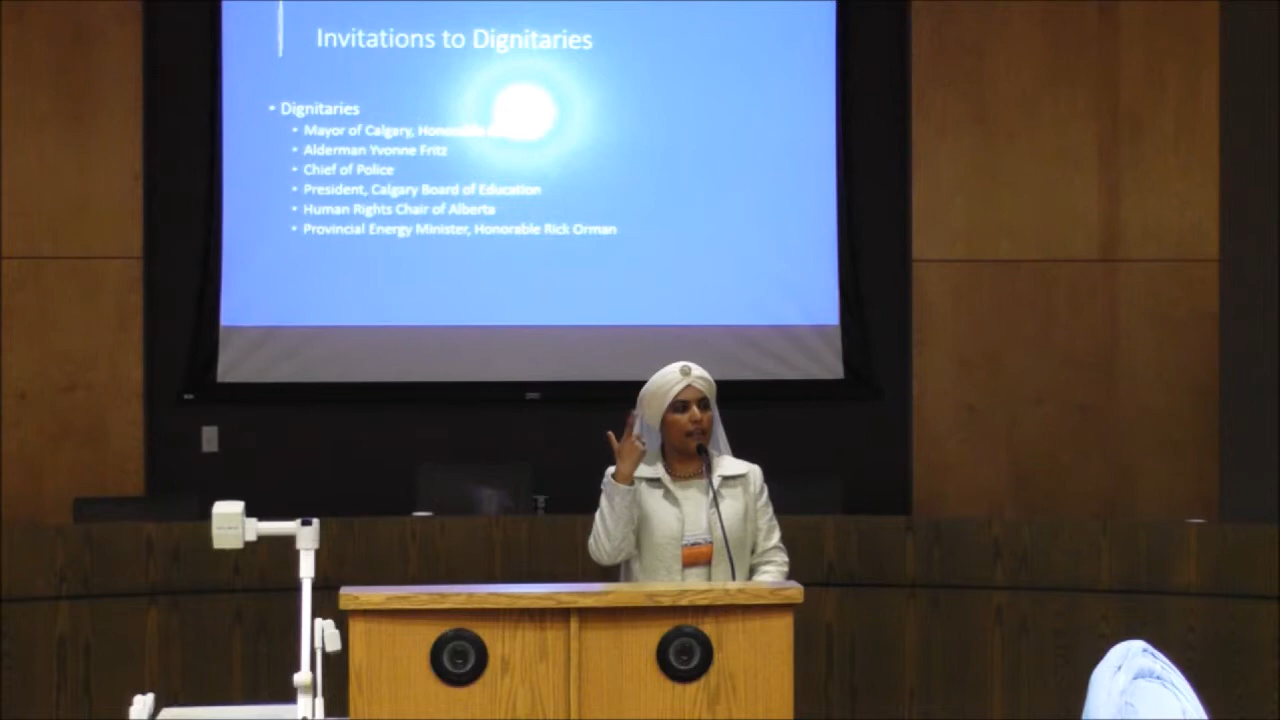 Invitations to Dignitaries
• Dignitaries
• Mayor of Calgary, Honorable
• Alderman Yvonne Fritz
• Chief of Police
• President, Calgary Board of Education
• Human Rights Chair of Alberta
• Provincial Energy Minister, Honorable Rick Orman